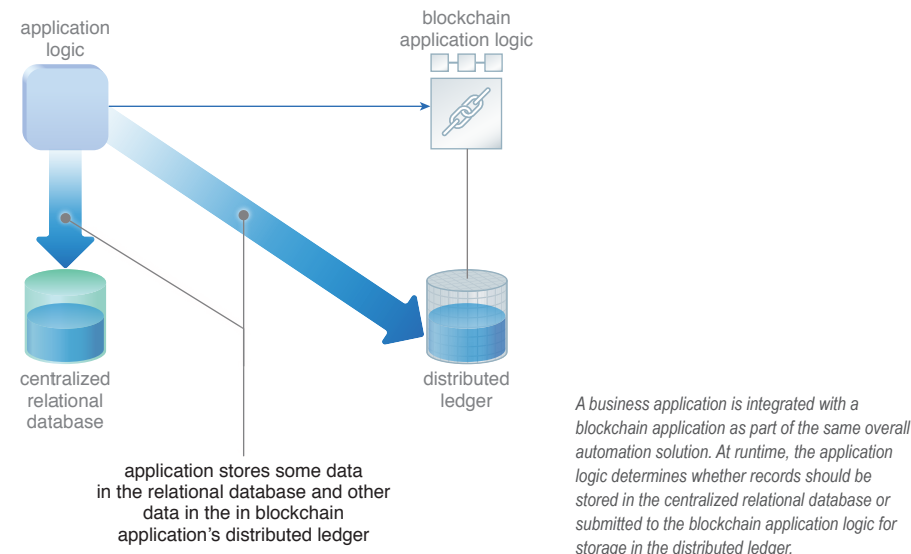 application
logic
blockchain
application logic
centralized
relational
database
distributed
ledger
application stores some data
in the relational database and other
data in the in blockchain
application's distributed ledger
A business application is integrated with a
blockchain application as part of the same overall
automation solution. At runtime, the application
logic determines whether records should be
stored in the centralized relational database or
submitted to the blockchain application logic for
storage in the distributed ledger.